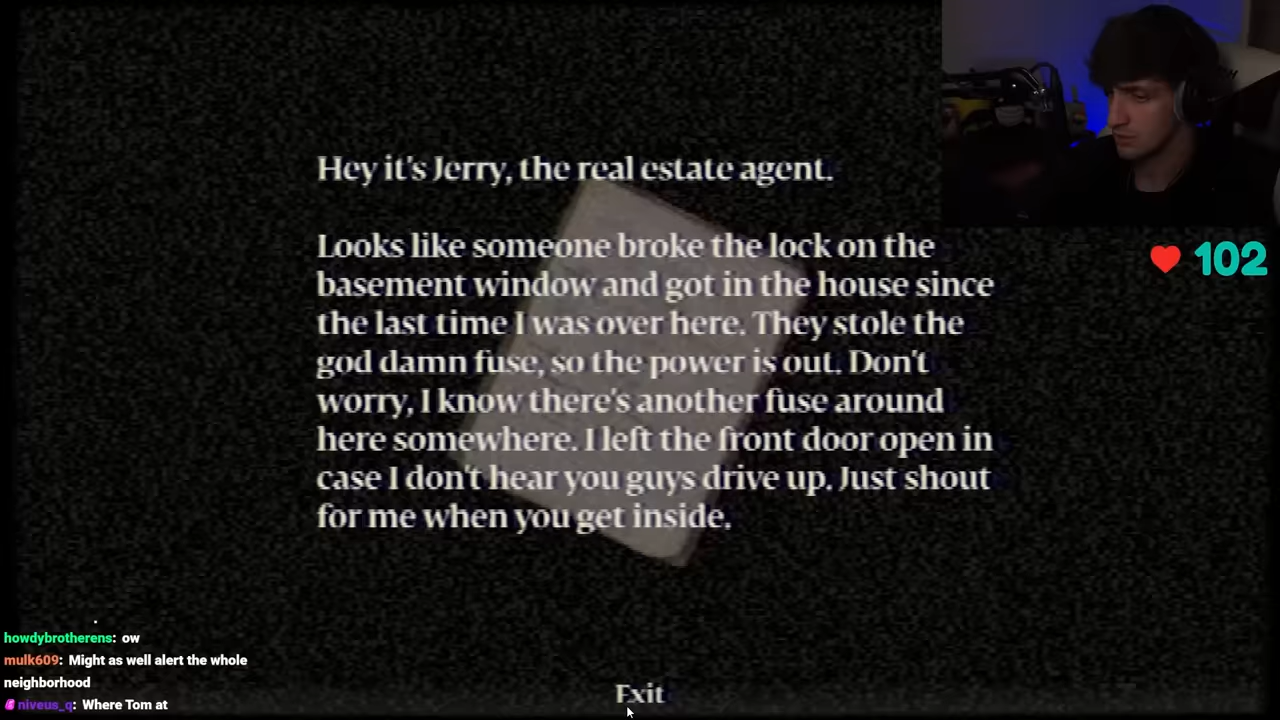 Hey it's Jerry, the real estate agent.
Looks like someone broke the lock on the
basement window and got in the house since
the last time I was over here. They stole the
god damn fuse, so the power is out. Don't
worry, I know there's another fuse around
here somewhere. I left the front door open in
case I don't hear you guys drive up. Just shout
for me when you get inside.
102
howdybrotherens: ow
mulk609: Might as well alert the whole
neighborhood
niveus_q: Where Tom at
Exit